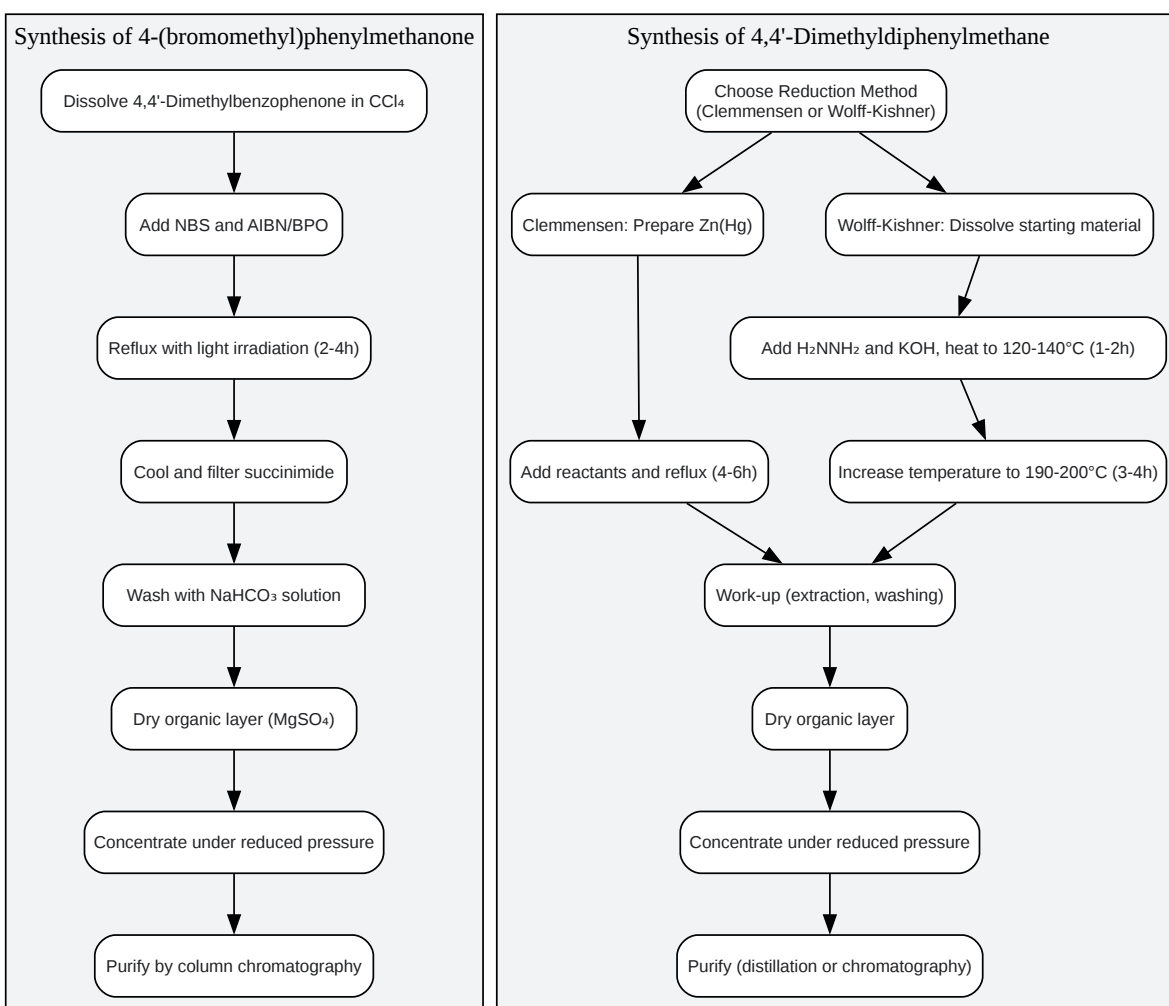 Synthesis of 4-(bromomethyl)phenylmethanone
Dissolve 4,4'-Dimethylbenzophenone in CCl₄
Add NBS and AIBN/BPO
Reflux with light irradiation (2-4h)
Cool and filter succinimide
Wash with NaHCO₃ solution
Dry organic layer (MgSO₄)
Concentrate under reduced pressure
Purify by column chromatography
Synthesis of 4,4'-Dimethyldiphenylmethane
Choose Reduction Method
(Clemmensen or Wolff-Kishner)
Clemmensen: Prepare Zn(Hg)
Wolff-Kishner: Dissolve starting material
Add H₂NNH₂ and KOH, heat to 120-140°C (1-2h)
Add reactants and reflux (4-6h)
Increase temperature to 190-200°C (3-4h)
Work-up (extraction, washing)
Dry organic layer
Concentrate under reduced pressure
Purify (distillation or chromatography)